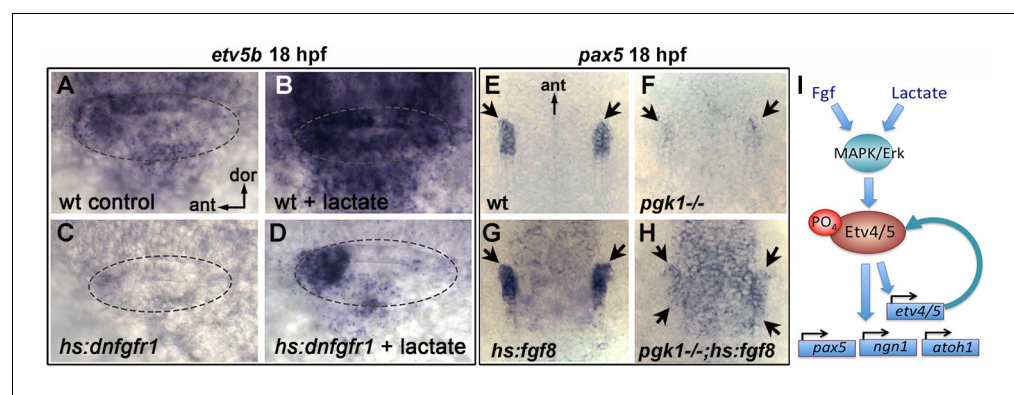 etv5b 18 hpf
pax5 18 hpf
A
B
E
F
I
ant
Fgf
Lactate
MAPK/Erk
dor
ant
wt control
wt + lactate
wt
pgk1-/-
PO4
Etv4/5
C
D
G
H
etv4/5
hs:dnfgfr1
hs:dnfgfr1 + lactate
hs:fgf8
pgk1-/-;hs:fgf8
pax5
ngn1
atoh1